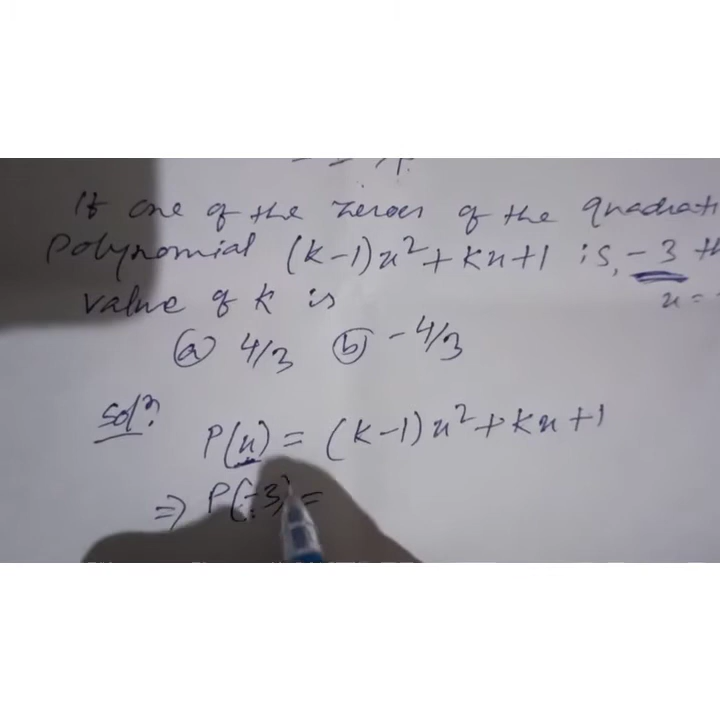 If one of the zeroes of the quadrati
Polynomial (k-1)x²+kx+1 is, -3 th
value of k is x=
(a) 4/3 (b) -4/3
Solⁿ.
P(x) = (k-1)x²+kx+1
⇒ P(-3) =